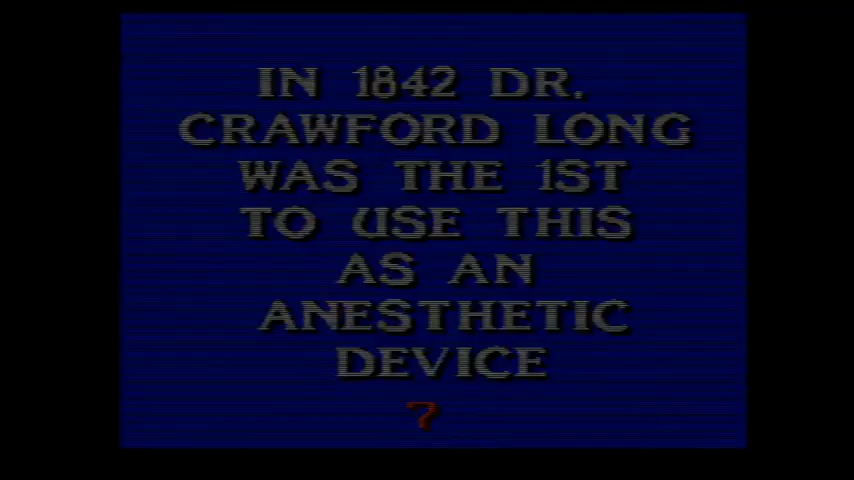 IN 1842 DR.
CRAWFORD LONG
WAS THE 1ST
TO USE THIS
AS AN
ANESTHETIC
DEVICE
7